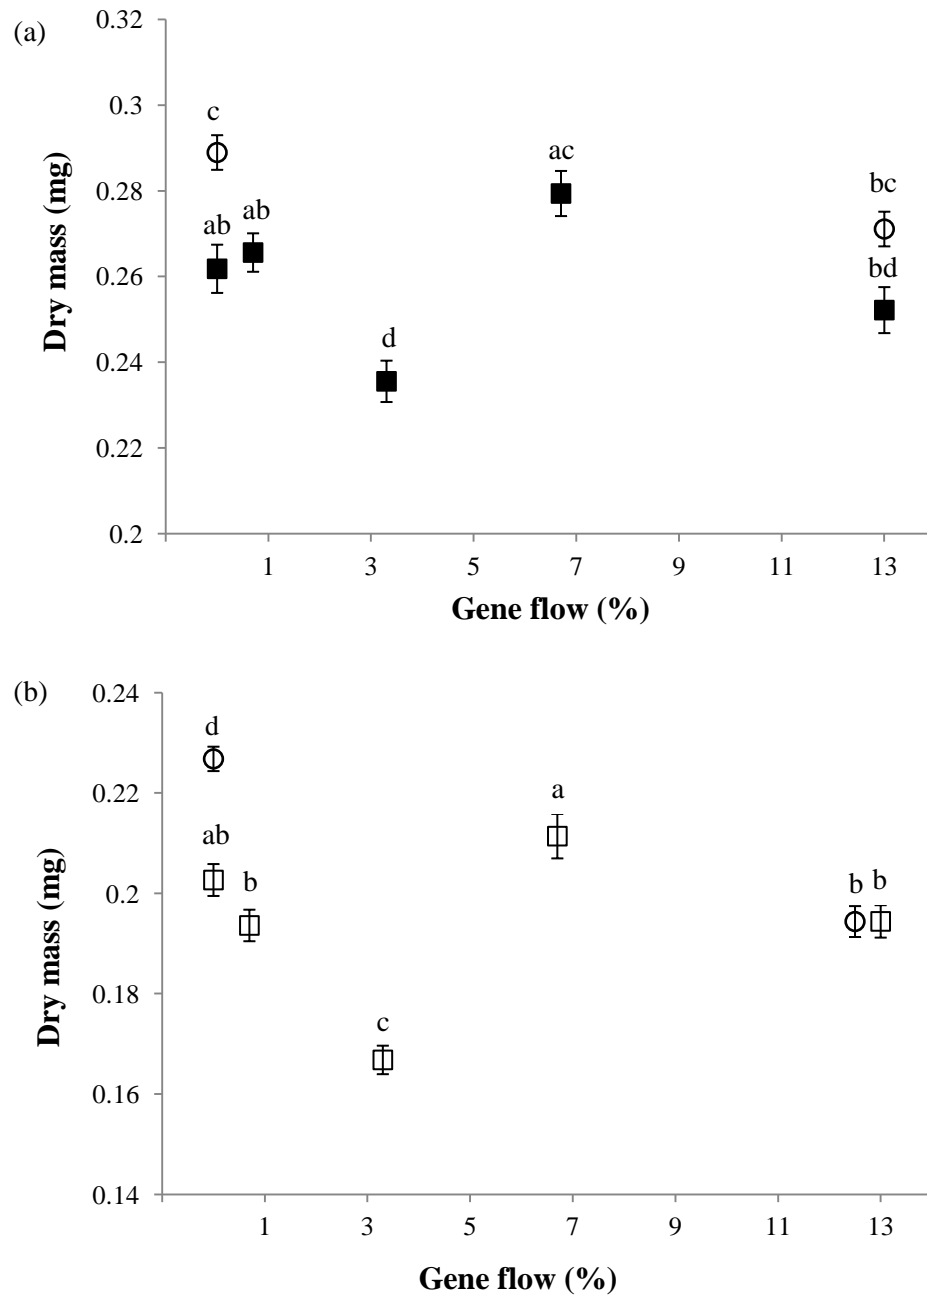 (a)
0.32
0.3
0.28
0.26
0.24
0.22
0.2
Dry mass (mg)
c
ab
ab
d
ac
bc
bd
1 3 5 7 9 11 13
Gene flow (%)
(b)
0.24
0.22
0.2
0.18
0.16
0.14
Dry mass (mg)
d
ab
b
c
a
b b
1 3 5 7 9 11 13
Gene flow (%)